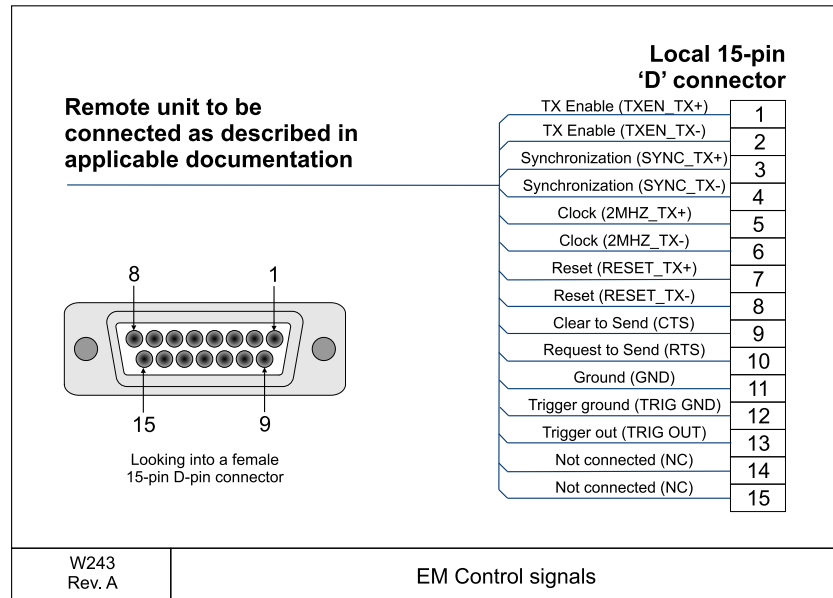 Local 15-pin
‘D’ connector
Remote unit to be
connected as described in
applicable documentation
TX Enable (TXEN_TX+) 1
TX Enable (TXEN_TX-) 2
Synchronization (SYNC_TX+) 3
Synchronization (SYNC_TX-) 4
Clock (2MHZ_TX+) 5
Clock (2MHZ_TX-) 6
Reset (RESET_TX+) 7
Reset (RESET_TX-) 8
Clear to Send (CTS) 9
Request to Send (RTS) 10
Ground (GND) 11
Trigger ground (TRIG GND) 12
Trigger out (TRIG OUT) 13
Not connected (NC) 14
Not connected (NC) 15
8 1
15 9
Looking into a female
15-pin D-pin connector
W243
Rev. A
EM Control signals